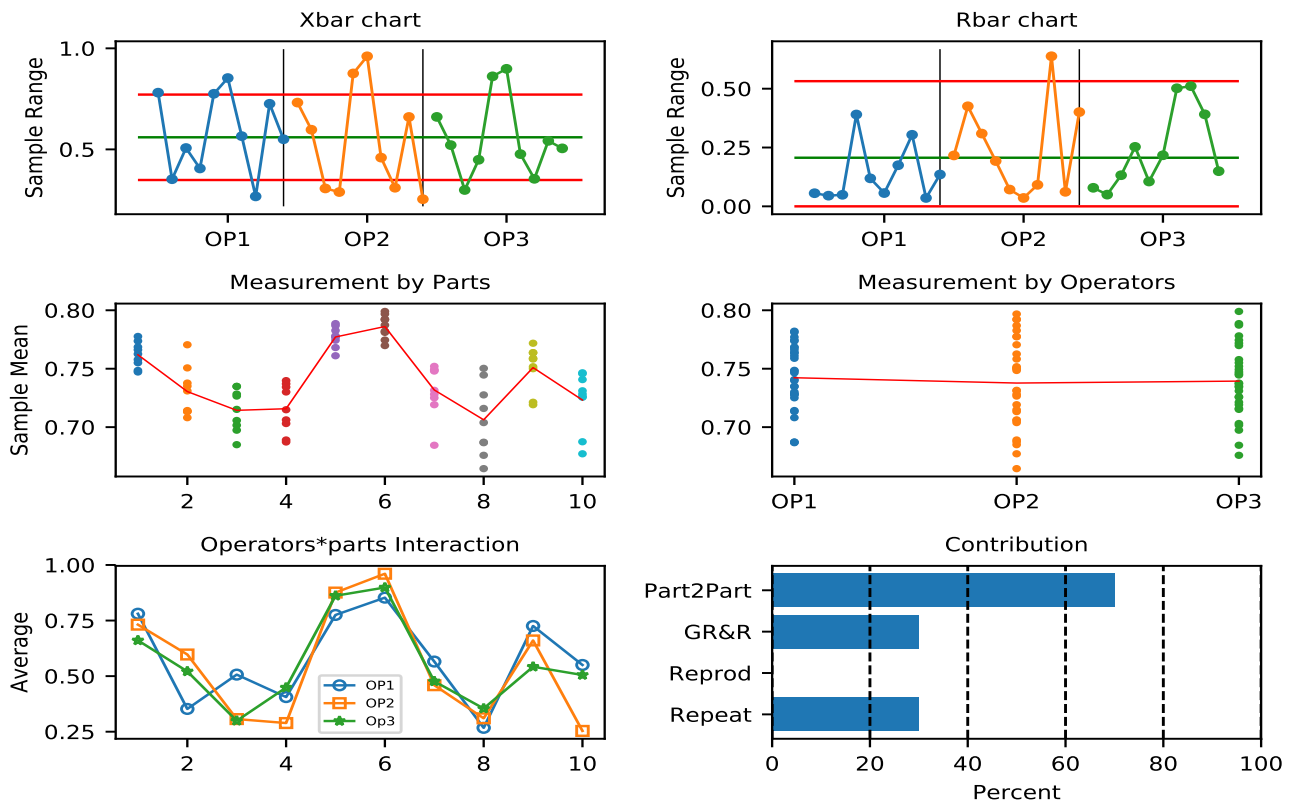 Xbar chart
Sample Range
1.0
0.5
OP1 OP2 OP3
Rbar chart
Sample Range
0.50
0.25
0.00
OP1 OP2 OP3
Measurement by Parts
Sample Mean
0.80
0.75
0.70
2 4 6 8 10
Measurement by Operators
0.80
0.75
0.70
OP1 OP2 OP3
Operators*parts Interaction
Average
1.00
0.75
0.50
0.25
OP1
OP2
Op3
2 4 6 8 10
Contribution
Part2Part
GR&R
Reprod
Repeat
0 20 40 60 80 100
Percent